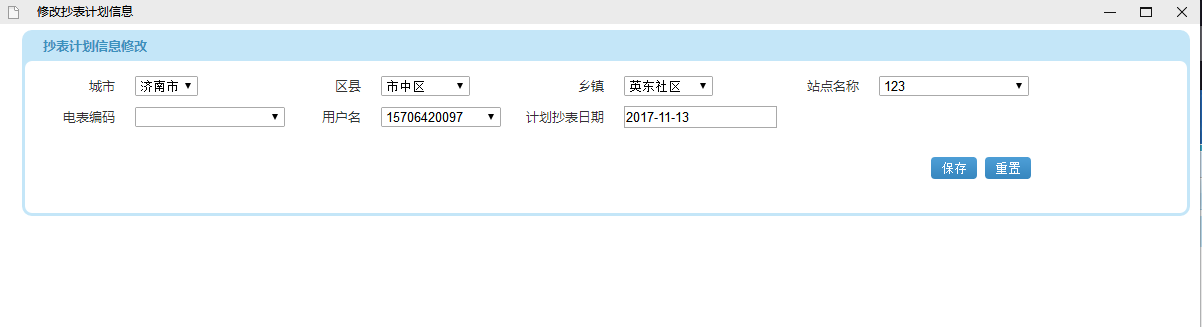 修改抄表计划信息
抄表计划信息修改
城市 济南市 区县 市中区 乡镇 英东社区 站点名称 123
电表编码 用户名 15706420097 计划抄表日期 2017-11-13
保存 重置